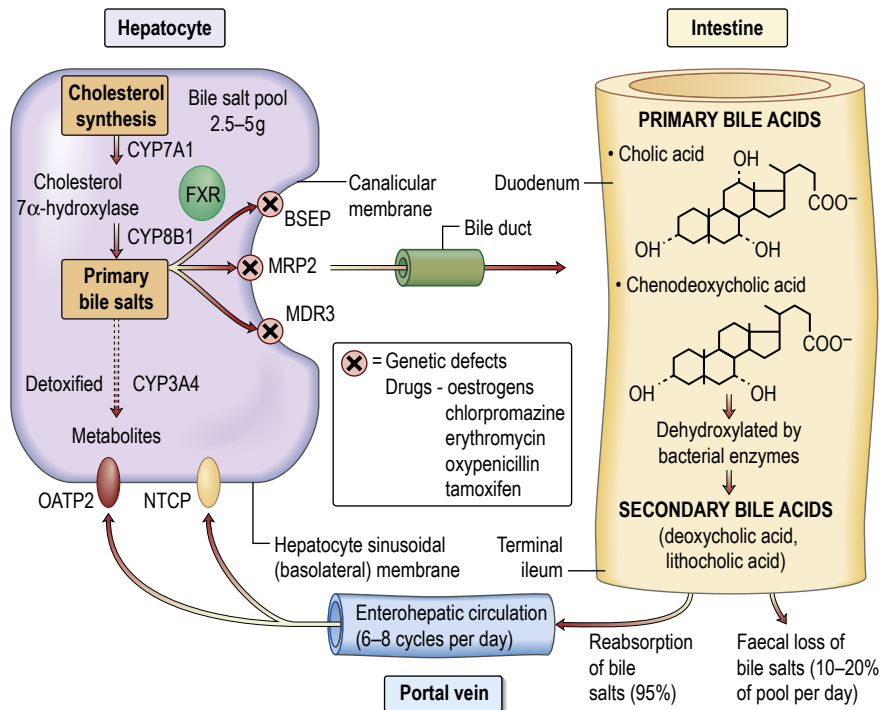 Hepatocyte
Cholesterol
synthesis
Bile salt pool
2.5–5g
CYP7A1
Cholesterol
7α-hydroxylase
FXR
CYP8B1
Primary
bile salts
BSEP
MRP2
MDR3
Canalicular
membrane
Detoxified
CYP3A4
Metabolites
OATP2
NTCP
Hepatocyte sinusoidal
(basolateral) membrane
Bile duct
= Genetic defects
Drugs - oestrogens
chlorpromazine
erythromycin
oxypenicillin
tamoxifen
Intestine
PRIMARY BILE ACIDS
• Cholic acid
Duodenum
OH
COO–
OH
OH
• Chenodeoxycholic acid
COO–
OH
OH
Dehydroxylated by
bacterial enzymes
SECONDARY BILE ACIDS
(deoxycholic acid,
lithocholic acid)
Terminal
ileum
Enterohepatic circulation
(6–8 cycles per day)
Portal vein
Reabsorption
of bile
salts (95%)
Faecal loss of
bile salts (10–20%
of pool per day)